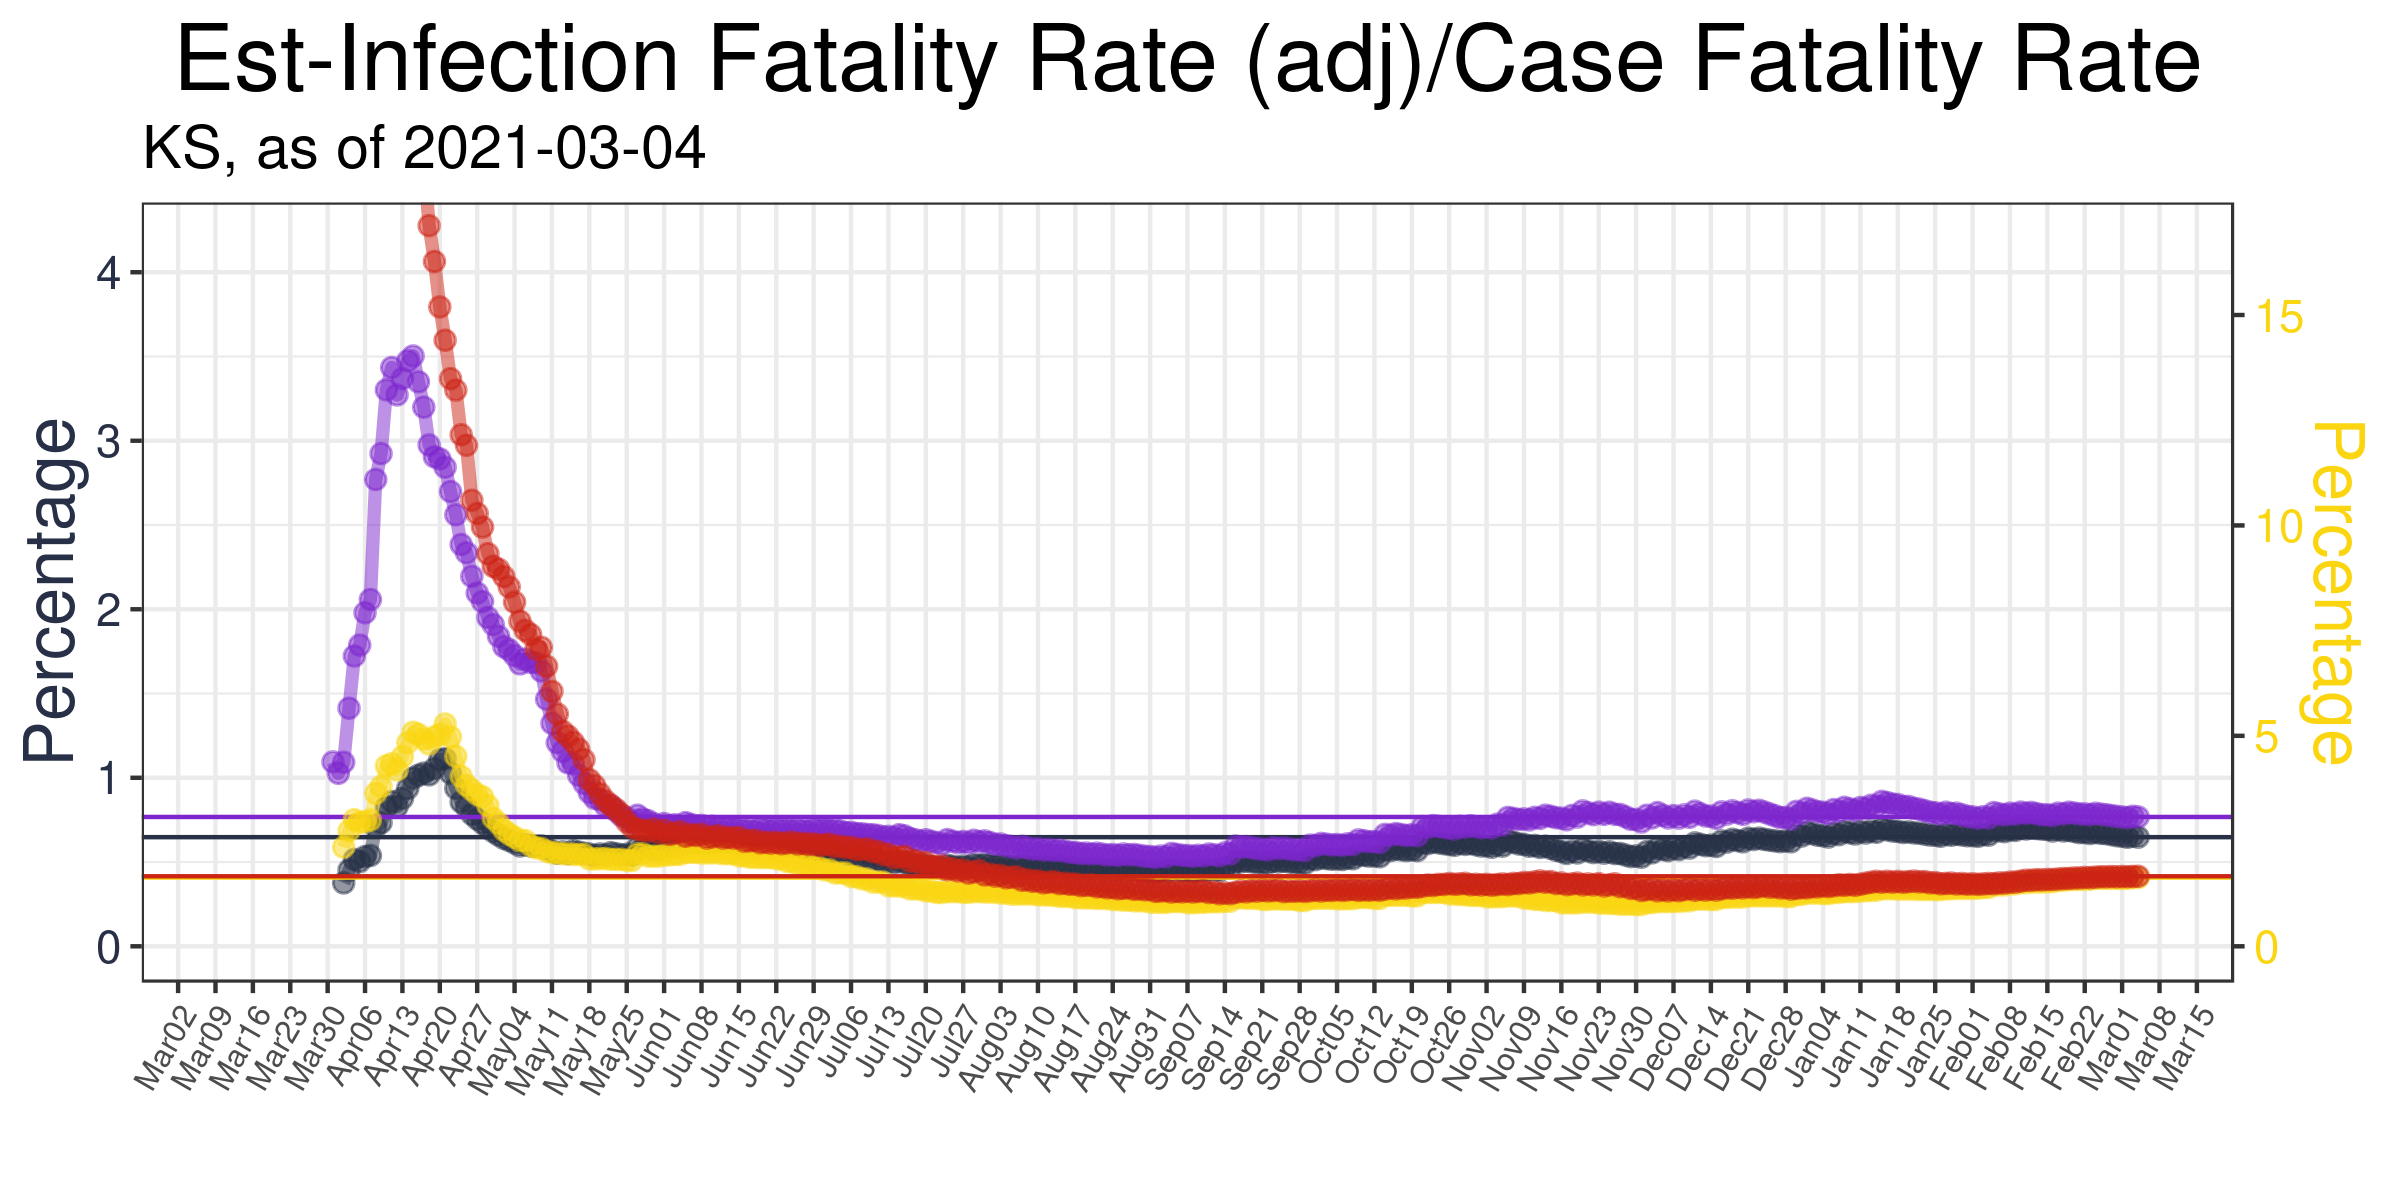 Est-Infection Fatality Rate (adj)/Case Fatality Rate
KS, as of 2021-03-04
Percentage
4
3
2
1
0
15
10
5
0
Percentage
Mar02
Mar09
Mar16
Mar23
Mar30
Apr06
Apr13
Apr20
Apr27
May04
May11
May18
May25
Jun01
Jun08
Jun15
Jun22
Jun29
Jul06
Jul13
Jul20
Jul27
Aug03
Aug10
Aug17
Aug24
Aug31
Sep07
Sep14
Sep21
Sep28
Oct05
Oct12
Oct19
Oct26
Nov02
Nov09
Nov16
Nov23
Nov30
Dec07
Dec14
Dec21
Dec28
Jan04
Jan11
Jan18
Jan25
Feb01
Feb08
Feb15
Feb22
Mar01
Mar08
Mar15